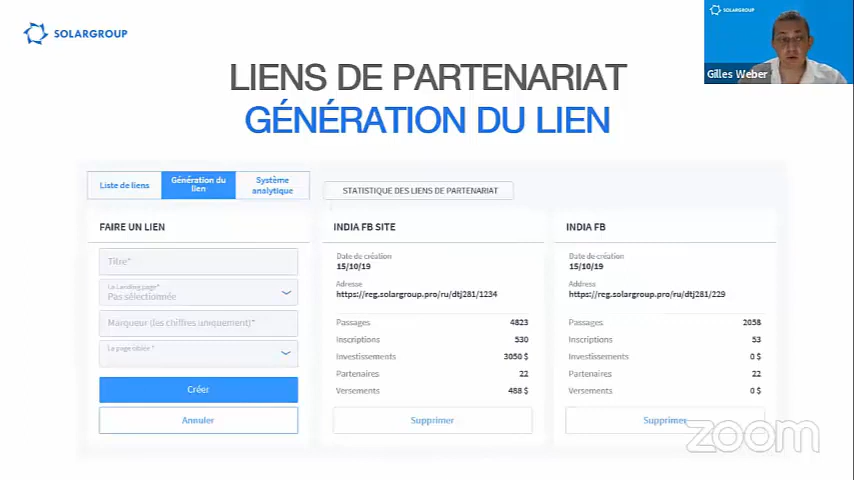 SOLARGROUP
SOLARGROUP
Gilles Weber
LIENS DE PARTENARIAT
GÉNÉRATION DU LIEN
Liste de liens
Génération du
lien
Système
analytique
STATISTIQUE DES LIENS DE PARTENARIAT
FAIRE UN LIEN
Titre*
La Landing page*
Pas sélectionnée
Marqueur (les chiffres uniquement)*
La page cible*
Créer
Annuler
INDIA FB SITE
Date de création
15/10/19
Adresse
https://reg.solargroup.pro/ru/dtj281/1234
Passages 4823
Inscriptions 530
Investissements 3050 $
Partenaires 22
Versements 488 $
Supprimer
INDIA FB
Date de création
15/10/19
Address
https://reg.solargroup.pro/ru/dtj281/229
Passages 2058
Inscriptions 53
Investissements 0 $
Partenaires 22
Versements 0 $
Supprimer
zoom